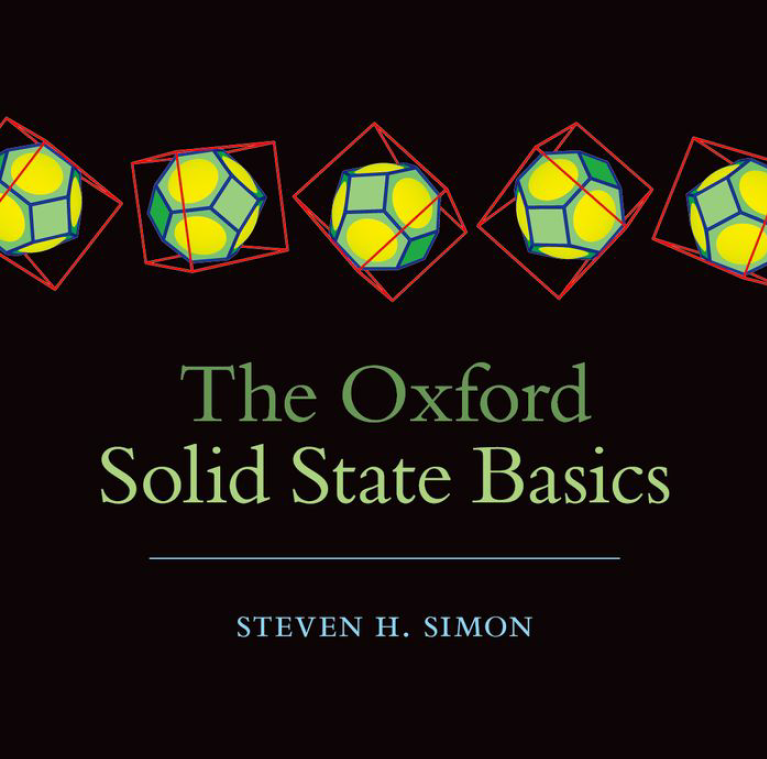 The Oxford
Solid State Basics
STEVEN H. SIMON